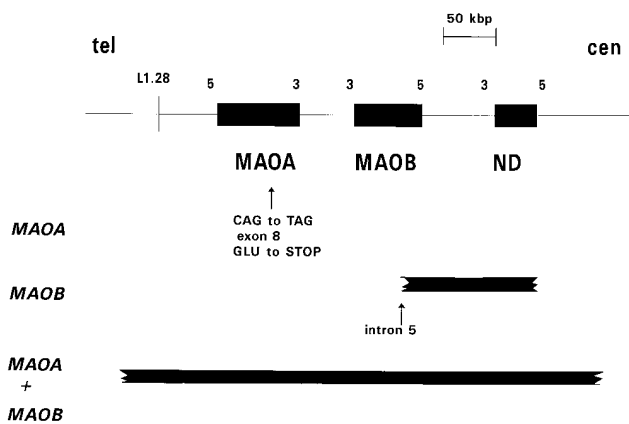 50 kbp
tel
cen
L1.28
5 3 3 5 3 5
MAOA MAOB ND
CAG to TAG
exon 8
GLU to STOP
MAOA
MAOB
intron 5
MAOA
+
MAOB